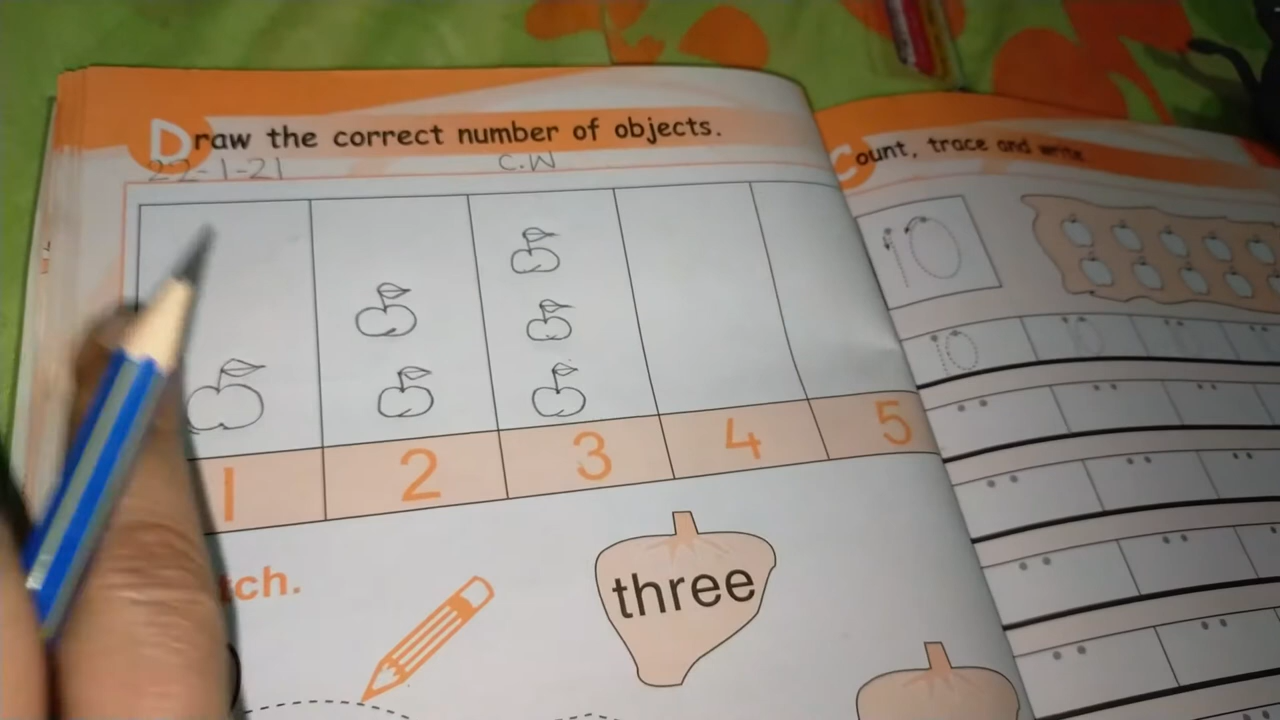 Draw the correct number of objects.
22-1-21 C.W
1 2 3 4 5
tch.
three
Count, trace and write.
10
10 10